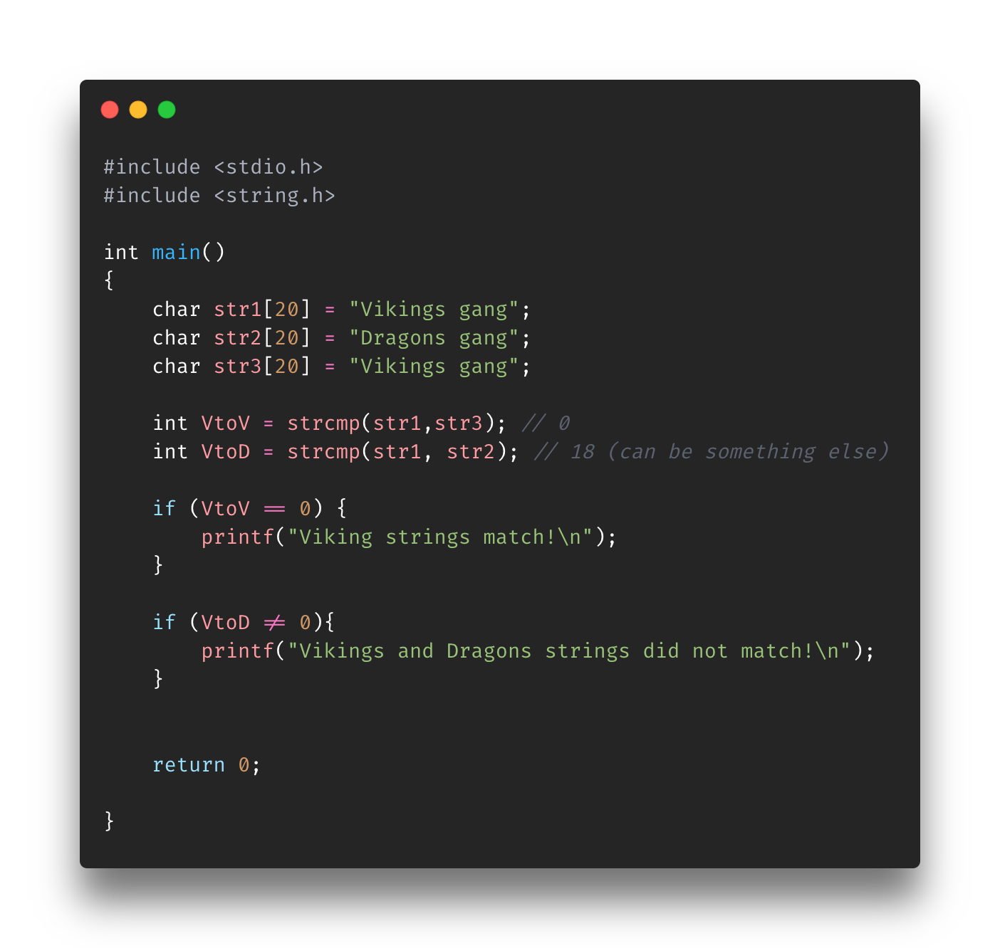 #include <stdio.h>
#include <string.h>
int main()
{
char str1[20] = "Vikings gang";
char str2[20] = "Dragons gang";
char str3[20] = "Vikings gang";
int VtoV = strcmp(str1,str3); // 0
int VtoD = strcmp(str1, str2); // 18 (can be something else)
if (VtoV == 0) {
printf("Viking strings match!\n");
}
if (VtoD != 0){
printf("Vikings and Dragons strings did not match!\n");
}
return 0;
}